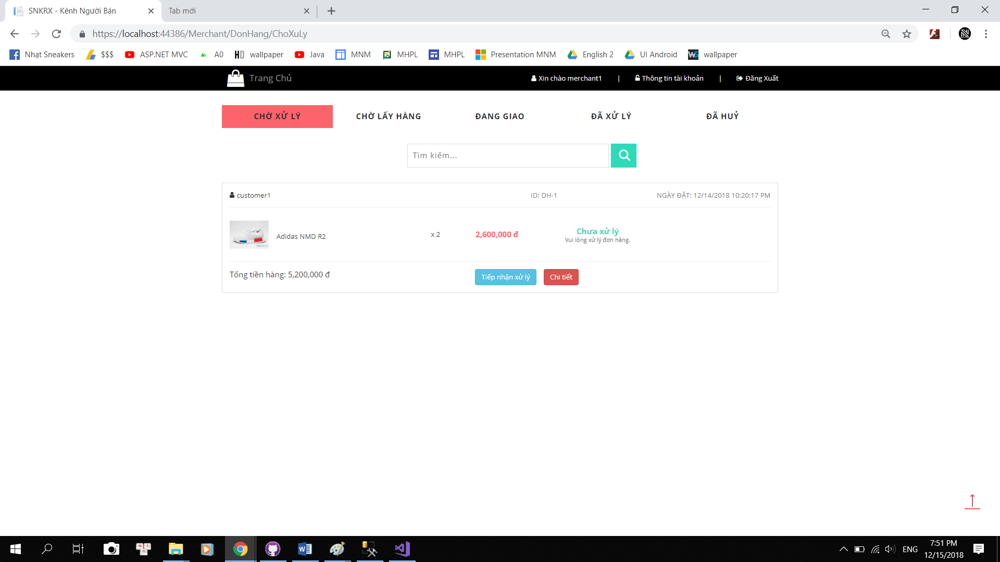 SNKRX - Kênh Người Bán
Tab mới
https://localhost:44386/Merchant/DonHang/ChoXuLy
Nhạt Sneakers
$$$
ASP.NET MVC
A0
HD wallpaper
Java
MNM
MHPL
MHPL
Presentation MNM
English 2
UI Android
wallpaper
Trang Chủ
Xin chào merchant1 | Thông tin tài khoản | Đăng Xuất
CHỜ XỬ LÝ
CHỜ LẤY HÀNG
ĐANG GIAO
ĐÃ XỬ LÝ
ĐÃ HUỶ
Tìm kiếm...
customer1
ID: DH-1
NGÀY ĐẶT: 12/14/2018 10:20:17 PM
Adidas NMD R2
x 2
2,600,000 đ
Chưa xử lý
Vui lòng xử lý đơn hàng.
Tổng tiền hàng: 5,200,000 đ
Tiếp nhận xử lý
Chi tiết
ENG
7:51 PM
12/15/2018